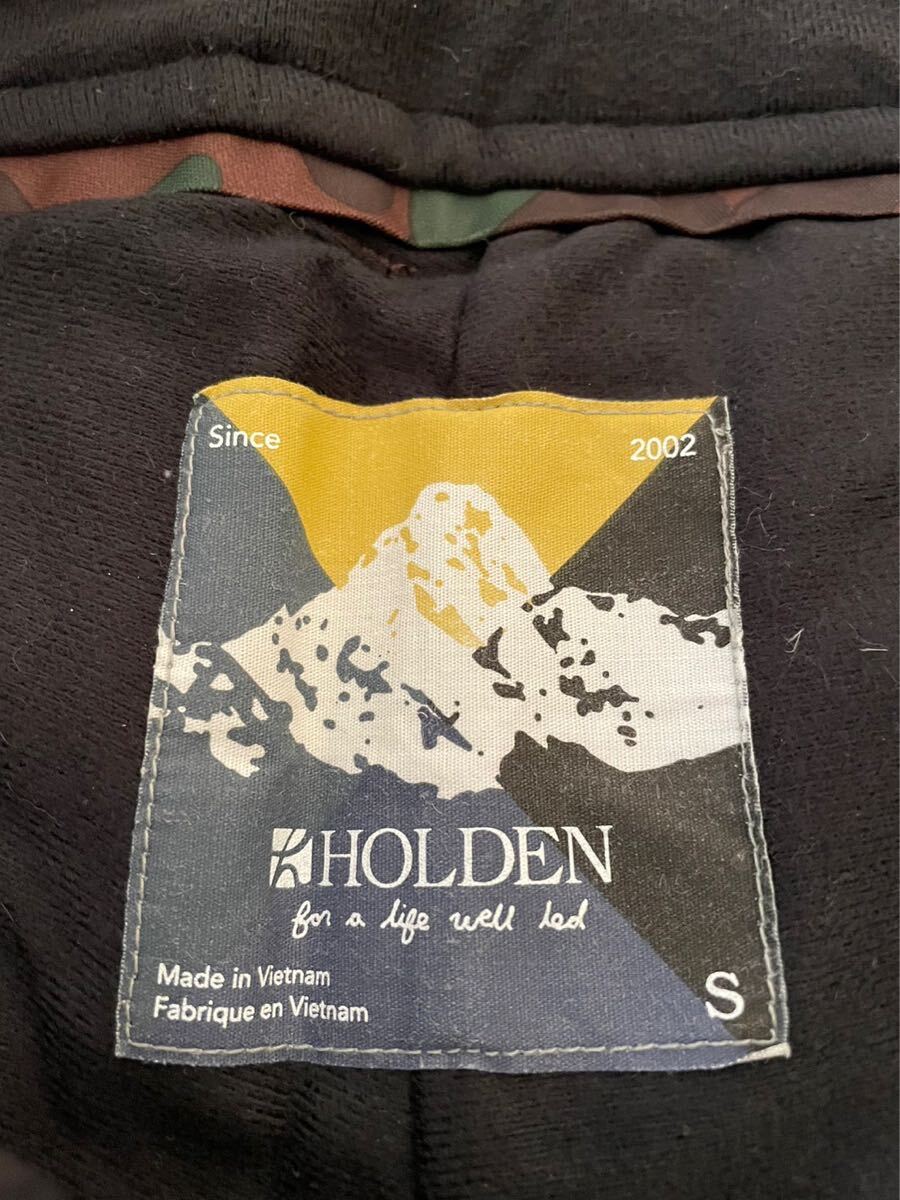 Since 2002
HOLDEN
for a life well led
Made in Vietnam
Fabrique en Vietnam
S